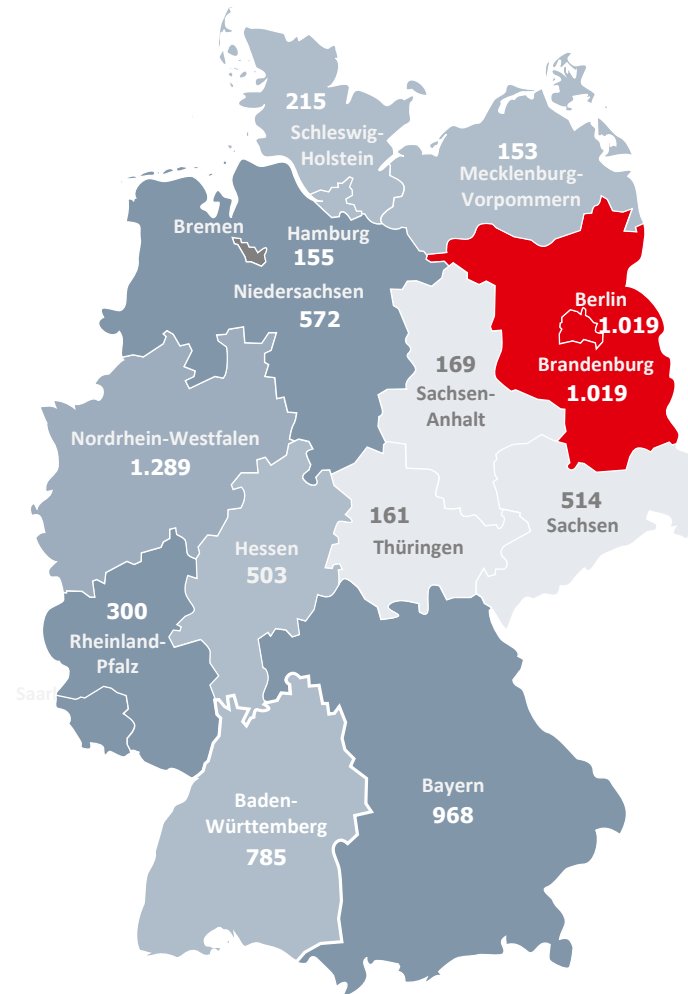 215
Schleswig-
Holstein
153
Mecklenburg-
Vorpommern
Bremen
Hamburg
155
Niedersachsen
572
Berlin
1.019
Brandenburg
1.019
169
Sachsen-
Anhalt
Nordrhein-Westfalen
1.289
514
Sachsen
161
Thüringen
Hessen
503
300
Rheinland-
Pfalz
Saarl
Bayern
968
Baden-
Württemberg
785